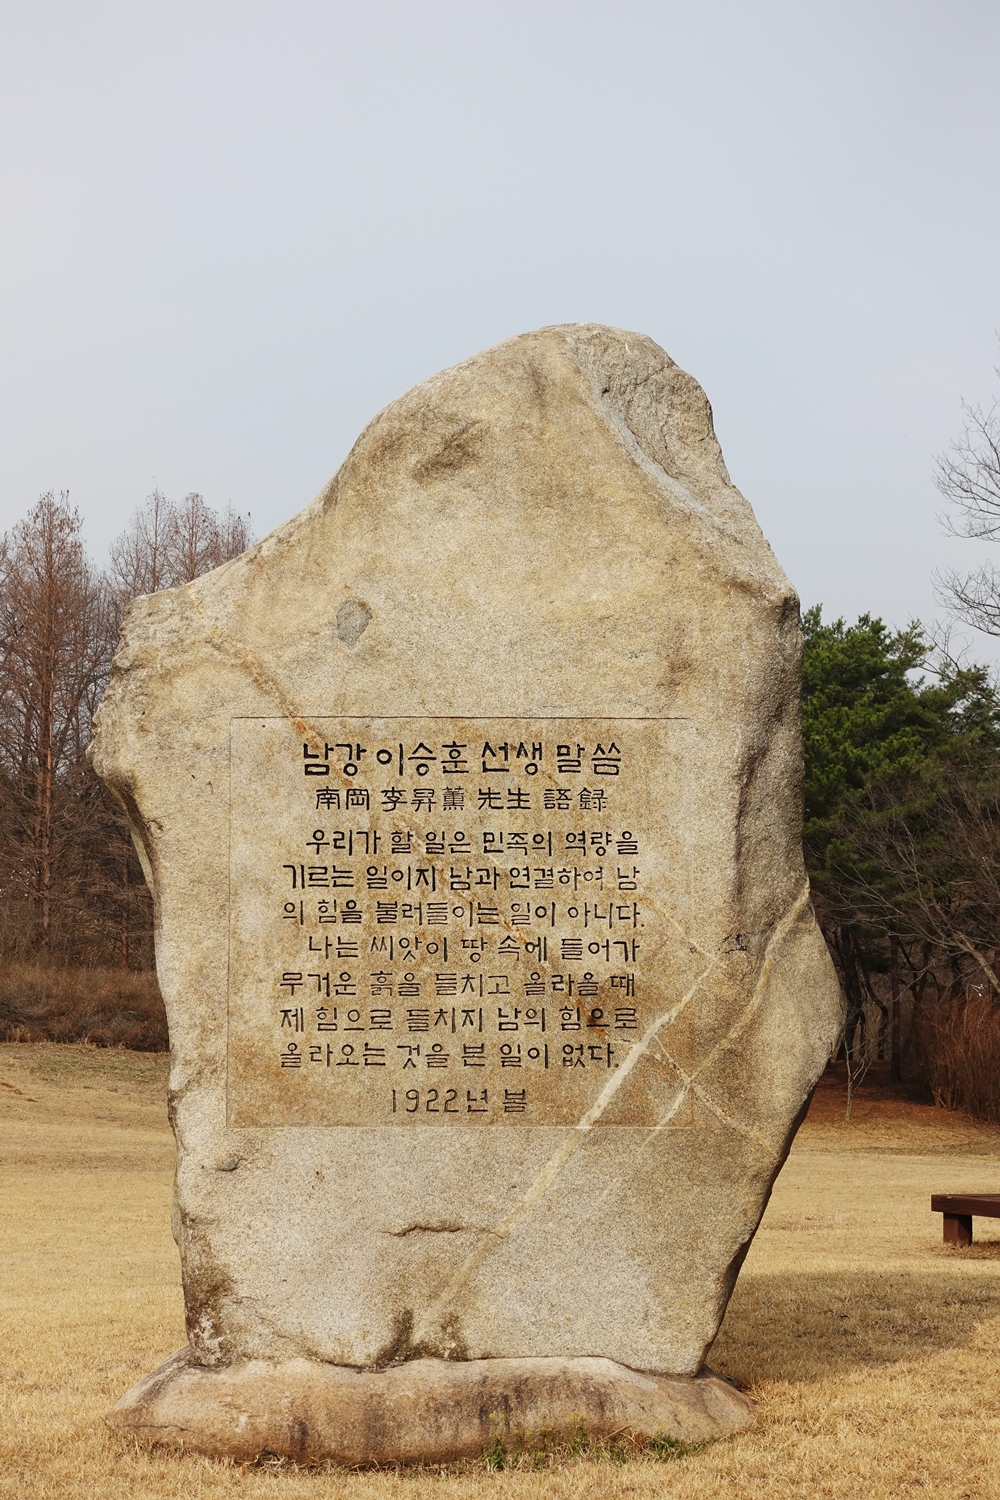 남강 이승훈 선생 말씀
南岡 李昇薰 先生 語錄
우리가 할 일은 민족의 역량을
기르는 일이지 남과 연결하여 남
의 힘을 불러들이는 일이 아니다.
나는 씨앗이 땅 속에 들어가
무거운 흙을 들치고 올라올 때
제 힘으로 들치지 남의 힘으로
올라오는 것을 본 일이 없다.
1922년 봄